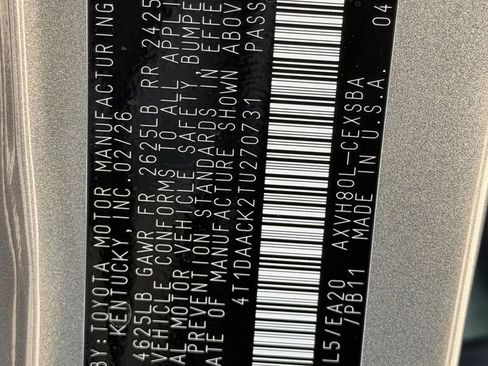 BY:TOYOTA MOTOR MANUFACTURING
KENTUCKY, INC. 02/26
4625LB GAWR FR 2625LB RR 2425
VEHICLE CONFORMS TO ALL APPLI
AL MOTOR VEHICLE SAFETY, BUMPE
PREVENTION STANDARDS IN EFFE
ATE OF MANUFACTURE SHOWN ABOV
4T1DAACK2TU270731 PASS
L5/EA20 AXVH80L-CEXSBA
/PB11 MADE IN U.S.A. 04